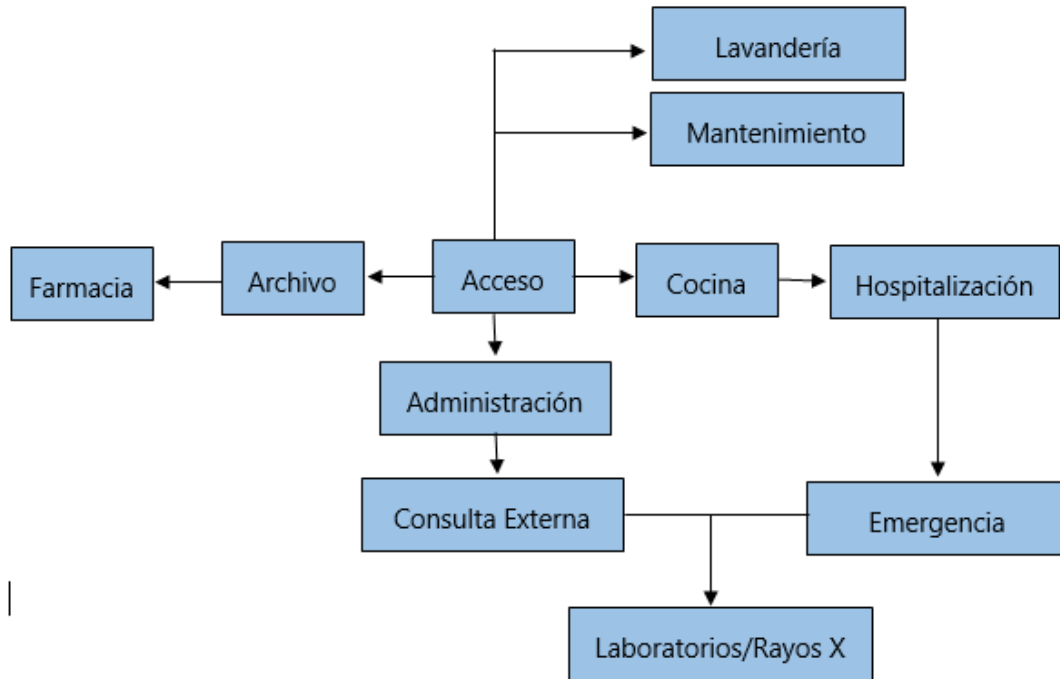 Lavandería
Mantenimiento
Farmacia
Archivo
Acceso
Cocina
Hospitalización
Administración
Consulta Externa
Emergencia
Laboratorios/Rayos X